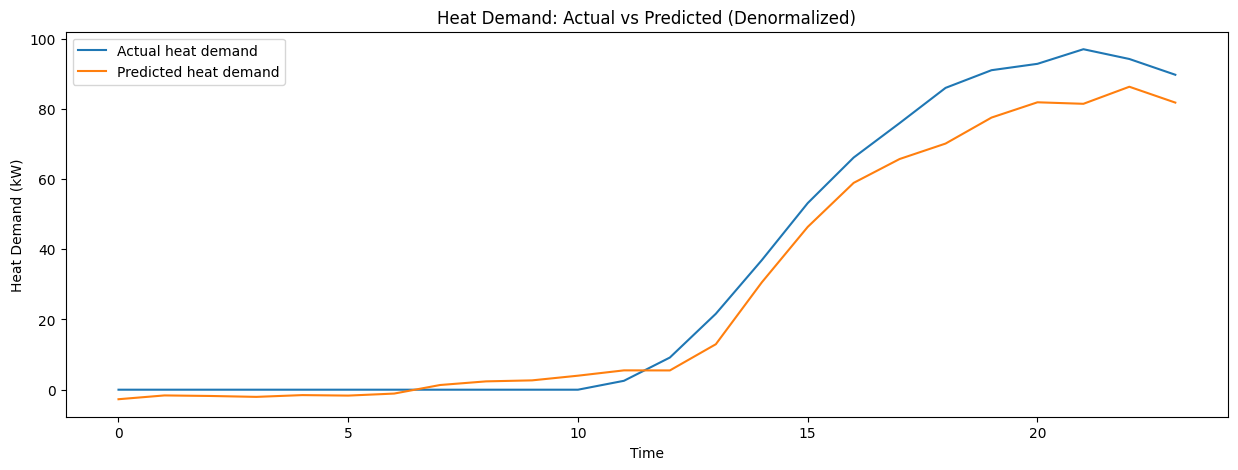 Heat Demand: Actual vs Predicted (Denormalized)
Actual heat demand
Predicted heat demand
Heat Demand (kW)
100
80
60
40
20
0
0 5 10 15 20
Time